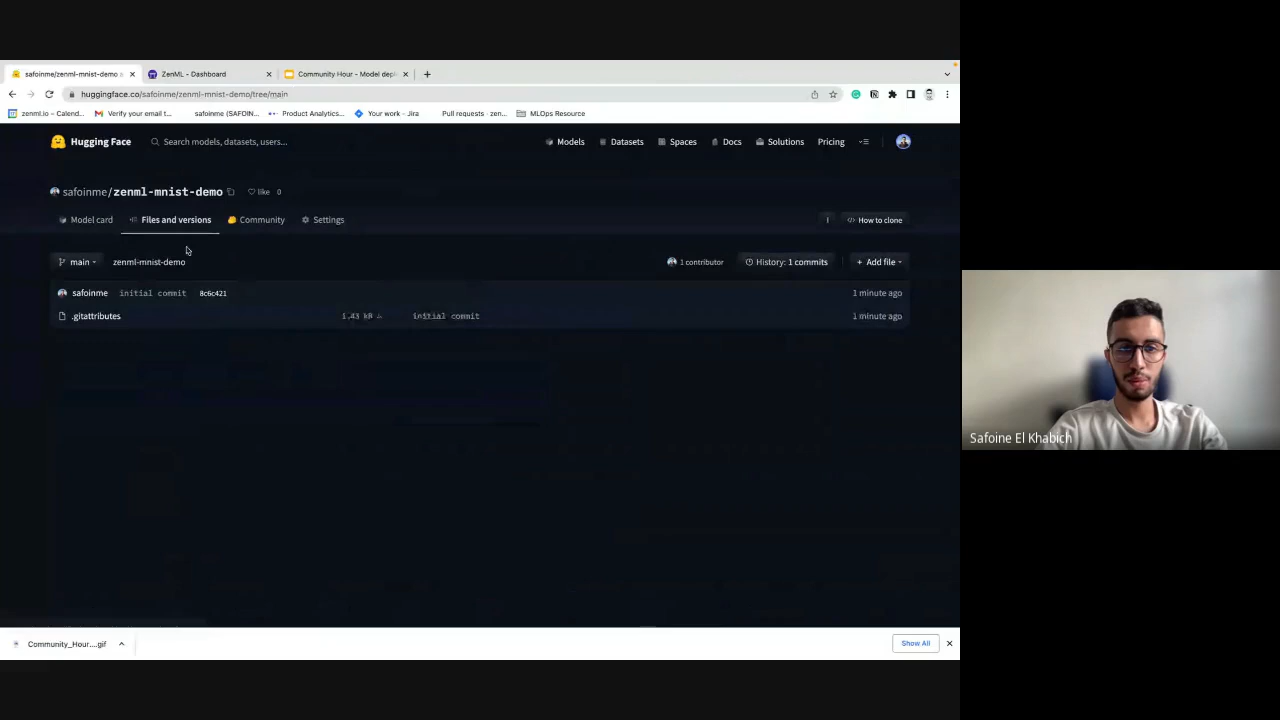 safoinme/zenml-mnist-demo
ZenML - Dashboard
Community Hour - Model depl
huggingface.co/safoinme/zenml-mnist-demo/tree/main
zenml.io – Calend...
Verify your email t...
safoinme (SAFOIN...
Product Analytics...
Your work - Jira
Pull requests · zen...
MLOps Resource
Hugging Face
Search models, datasets, users...
Models
Datasets
Spaces
Docs
Solutions
Pricing
safoinme/zenml-mnist-demo
like
0
Model card
Files and versions
Community
Settings
How to clone
main
zenml-mnist-demo
1 contributor
History: 1 commits
+ Add file
safoinme
initial commit
8c6c421
1 minute ago
.gitattributes
1.43 kB
initial commit
1 minute ago
Community_Hour....gif
Show All
Safoine El Khabich